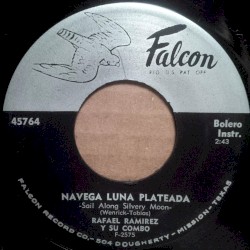 Falcon
REG. U.S. PAT. OFF.
45764
Bolero
Instr.
2:43
NAVEGA LUNA PLATEADA
-Sail Along Silvery Moon-
(Wenrich-Tobias)
RAFAEL RAMIREZ
Y SU COMBO
F-2575
FALCON RECORD CO.-504 DOUGHERTY-MISSION, TEXAS